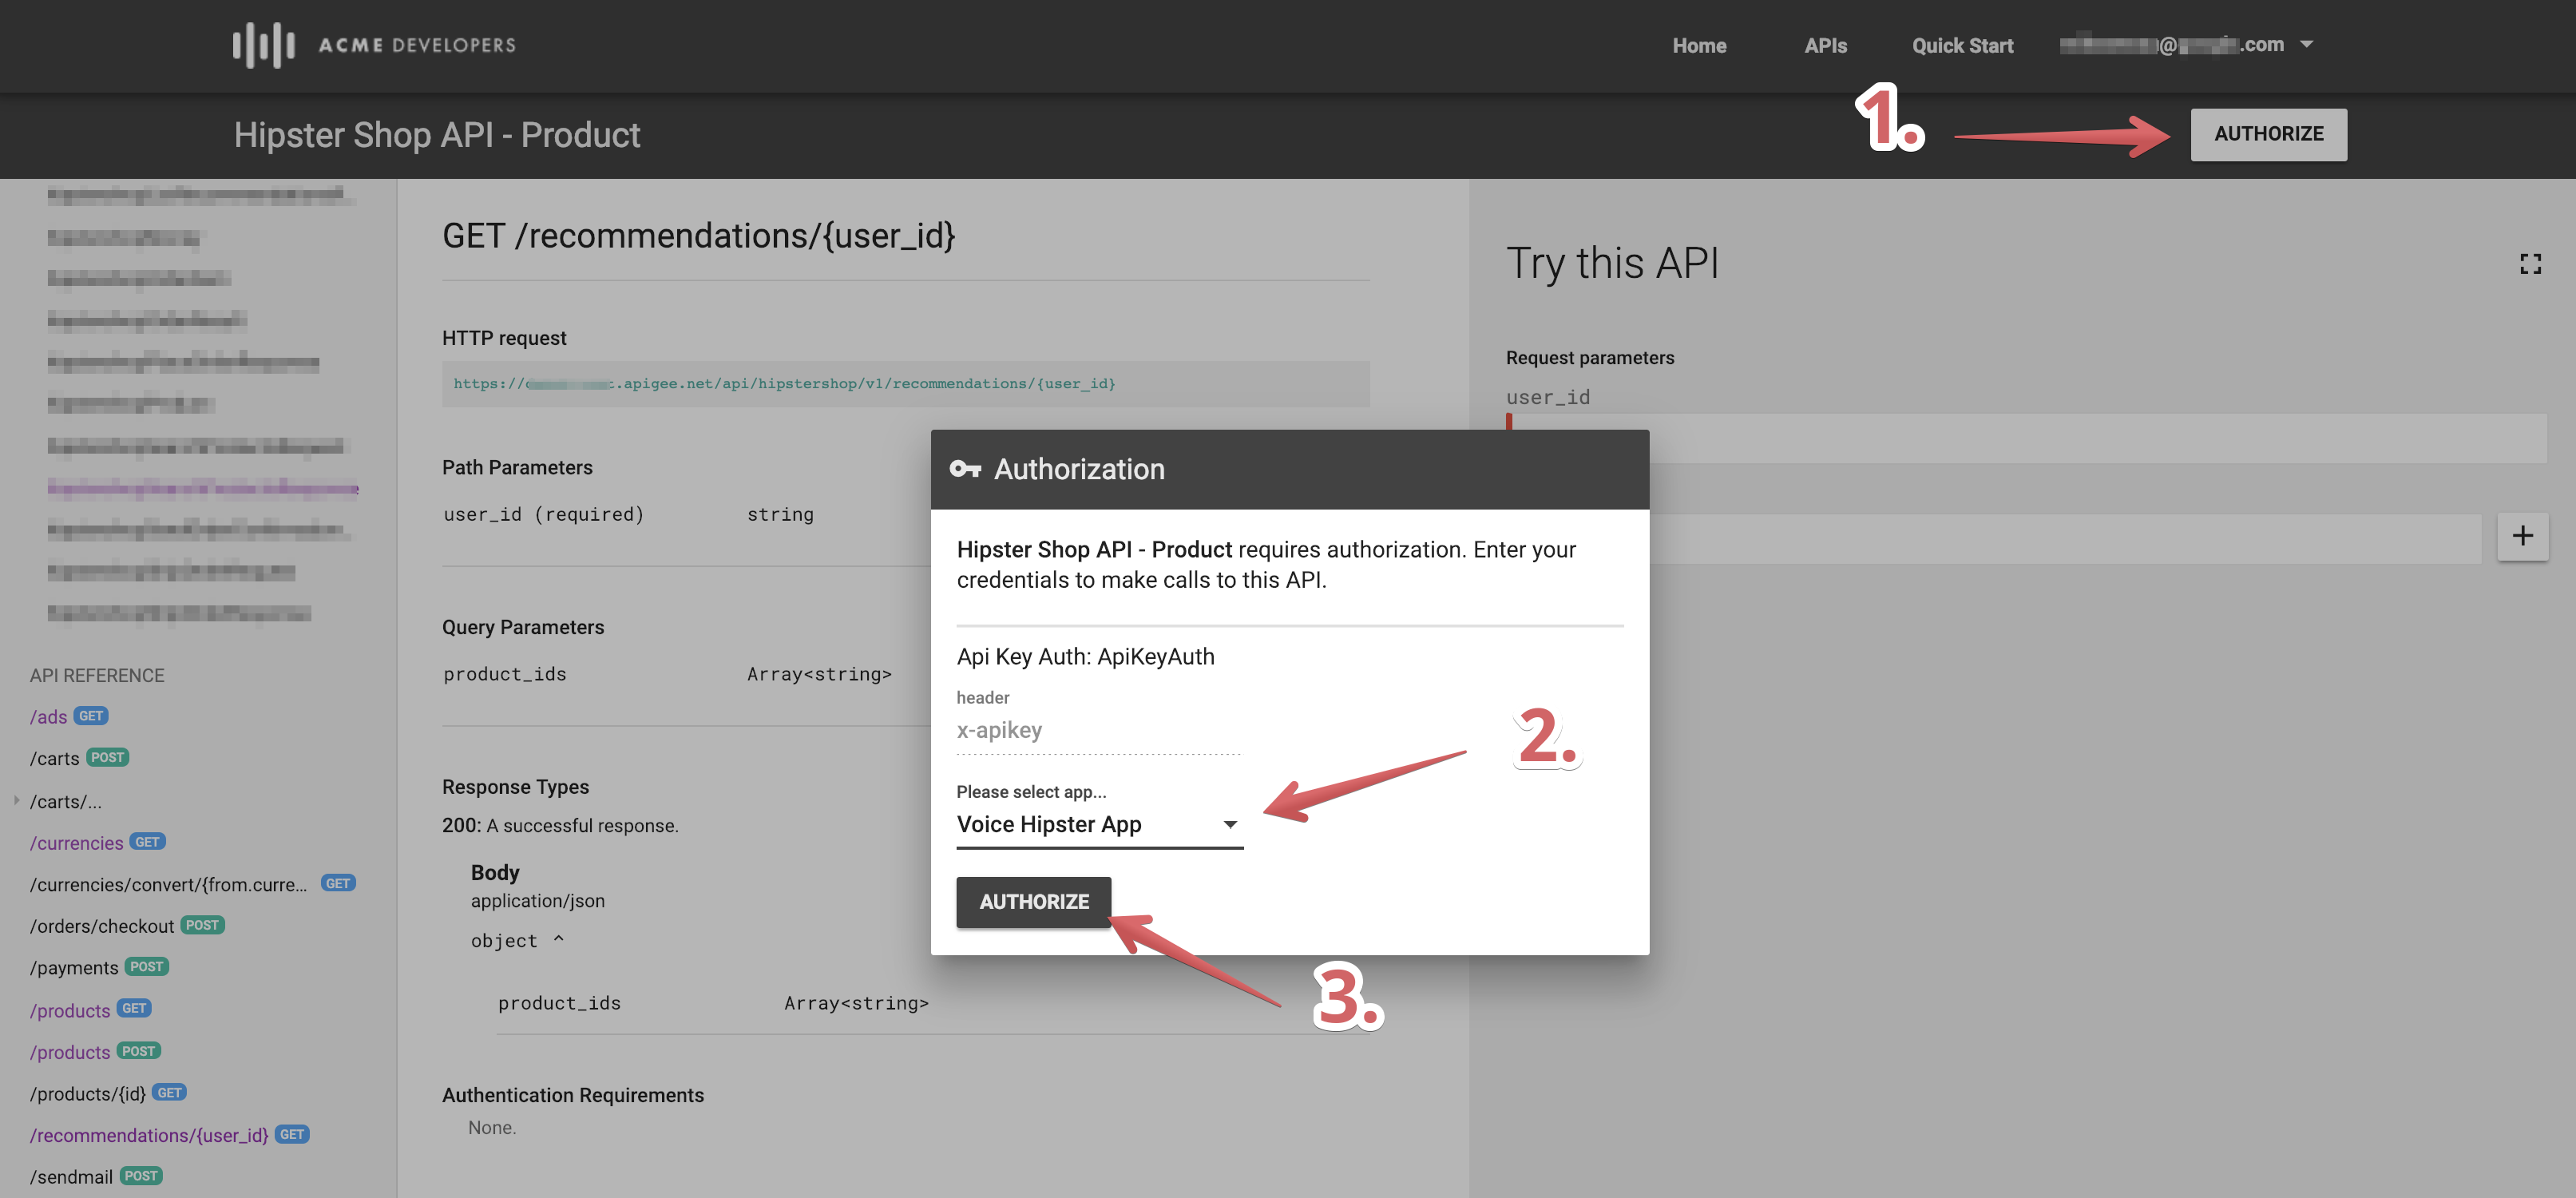 ACME DEVELOPERS
Home
APIs
Quick Start
@
.com
Hipster Shop API - Product
1.
AUTHORIZE
API REFERENCE
/ads GET
/carts POST
/carts/...
/currencies GET
/currencies/convert/{from.curre... GET
/orders/checkout POST
/payments POST
/products GET
/products POST
/products/{id} GET
/recommendations/{user_id} GET
/sendmail POST
GET /recommendations/{user_id}
HTTP request
https:// .apigee.net/api/hipstershop/v1/recommendations/{user_id}
Path Parameters
user_id (required) string
Query Parameters
product_ids Array<string>
Response Types
200: A successful response.
Body
application/json
object ^
product_ids Array<string>
Authentication Requirements
None.
Authorization
Hipster Shop API - Product requires authorization. Enter your
credentials to make calls to this API.
Api Key Auth: ApiKeyAuth
header
x-apikey
Please select app...
Voice Hipster App
2.
AUTHORIZE
3.
Try this API
Request parameters
user_id
+